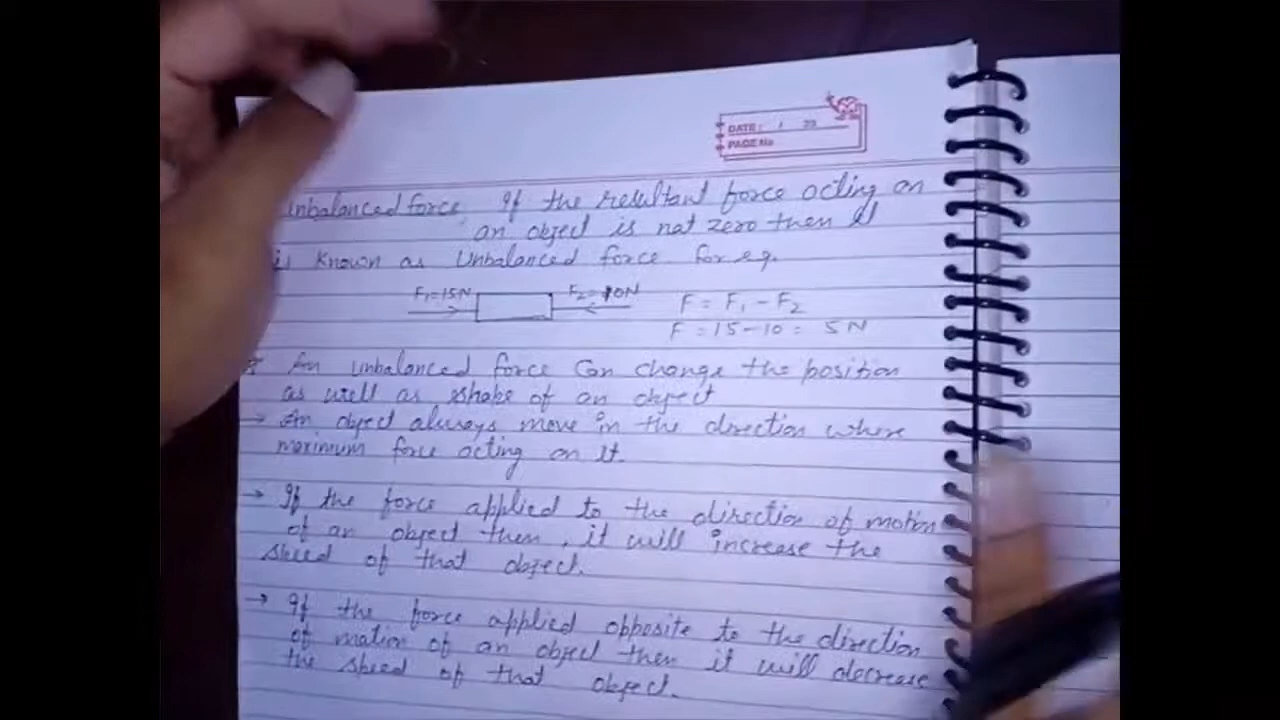 DATE: / 20
PAGE No
Unbalanced force If the resultant force acting on
an object is not zero then it
is known as Unbalanced force for eg.
F1=15N F2=10N F = F1 - F2
F = 15-10 = 5N
An unbalanced force can change the position
as well as shape of an object
→ An object always move in the direction where
maximum force acting on it.
→ If the force applied to the direction of motion
of an object then, it will increase the
speed of that object.
→ If the force applied opposite to the direction
of motion of an object then it will decrease
the speed of that object.